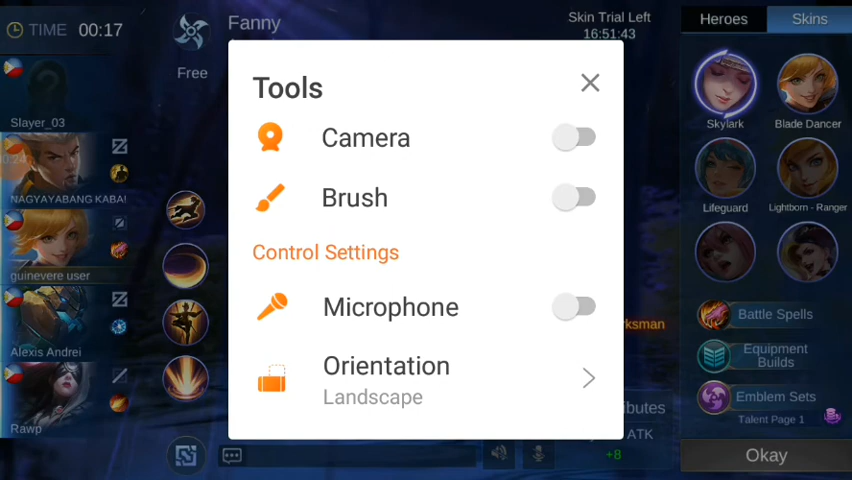 TIME 00:17
Fanny
Free
Skin Trial Left
16:51:43
Heroes
Skins
Slayer_03
NAGYAYABANG KABA!
guinevere user
Alexis Andrei
Rawp
Tools
Camera
Brush
Control Settings
Microphone
Orientation
Landscape
Skylark
Blade Dancer
Lifeguard
Lightborn - Ranger
Battle Spells
Equipment
Builds
Emblem Sets
Talent Page 1
ATK
+8
Okay